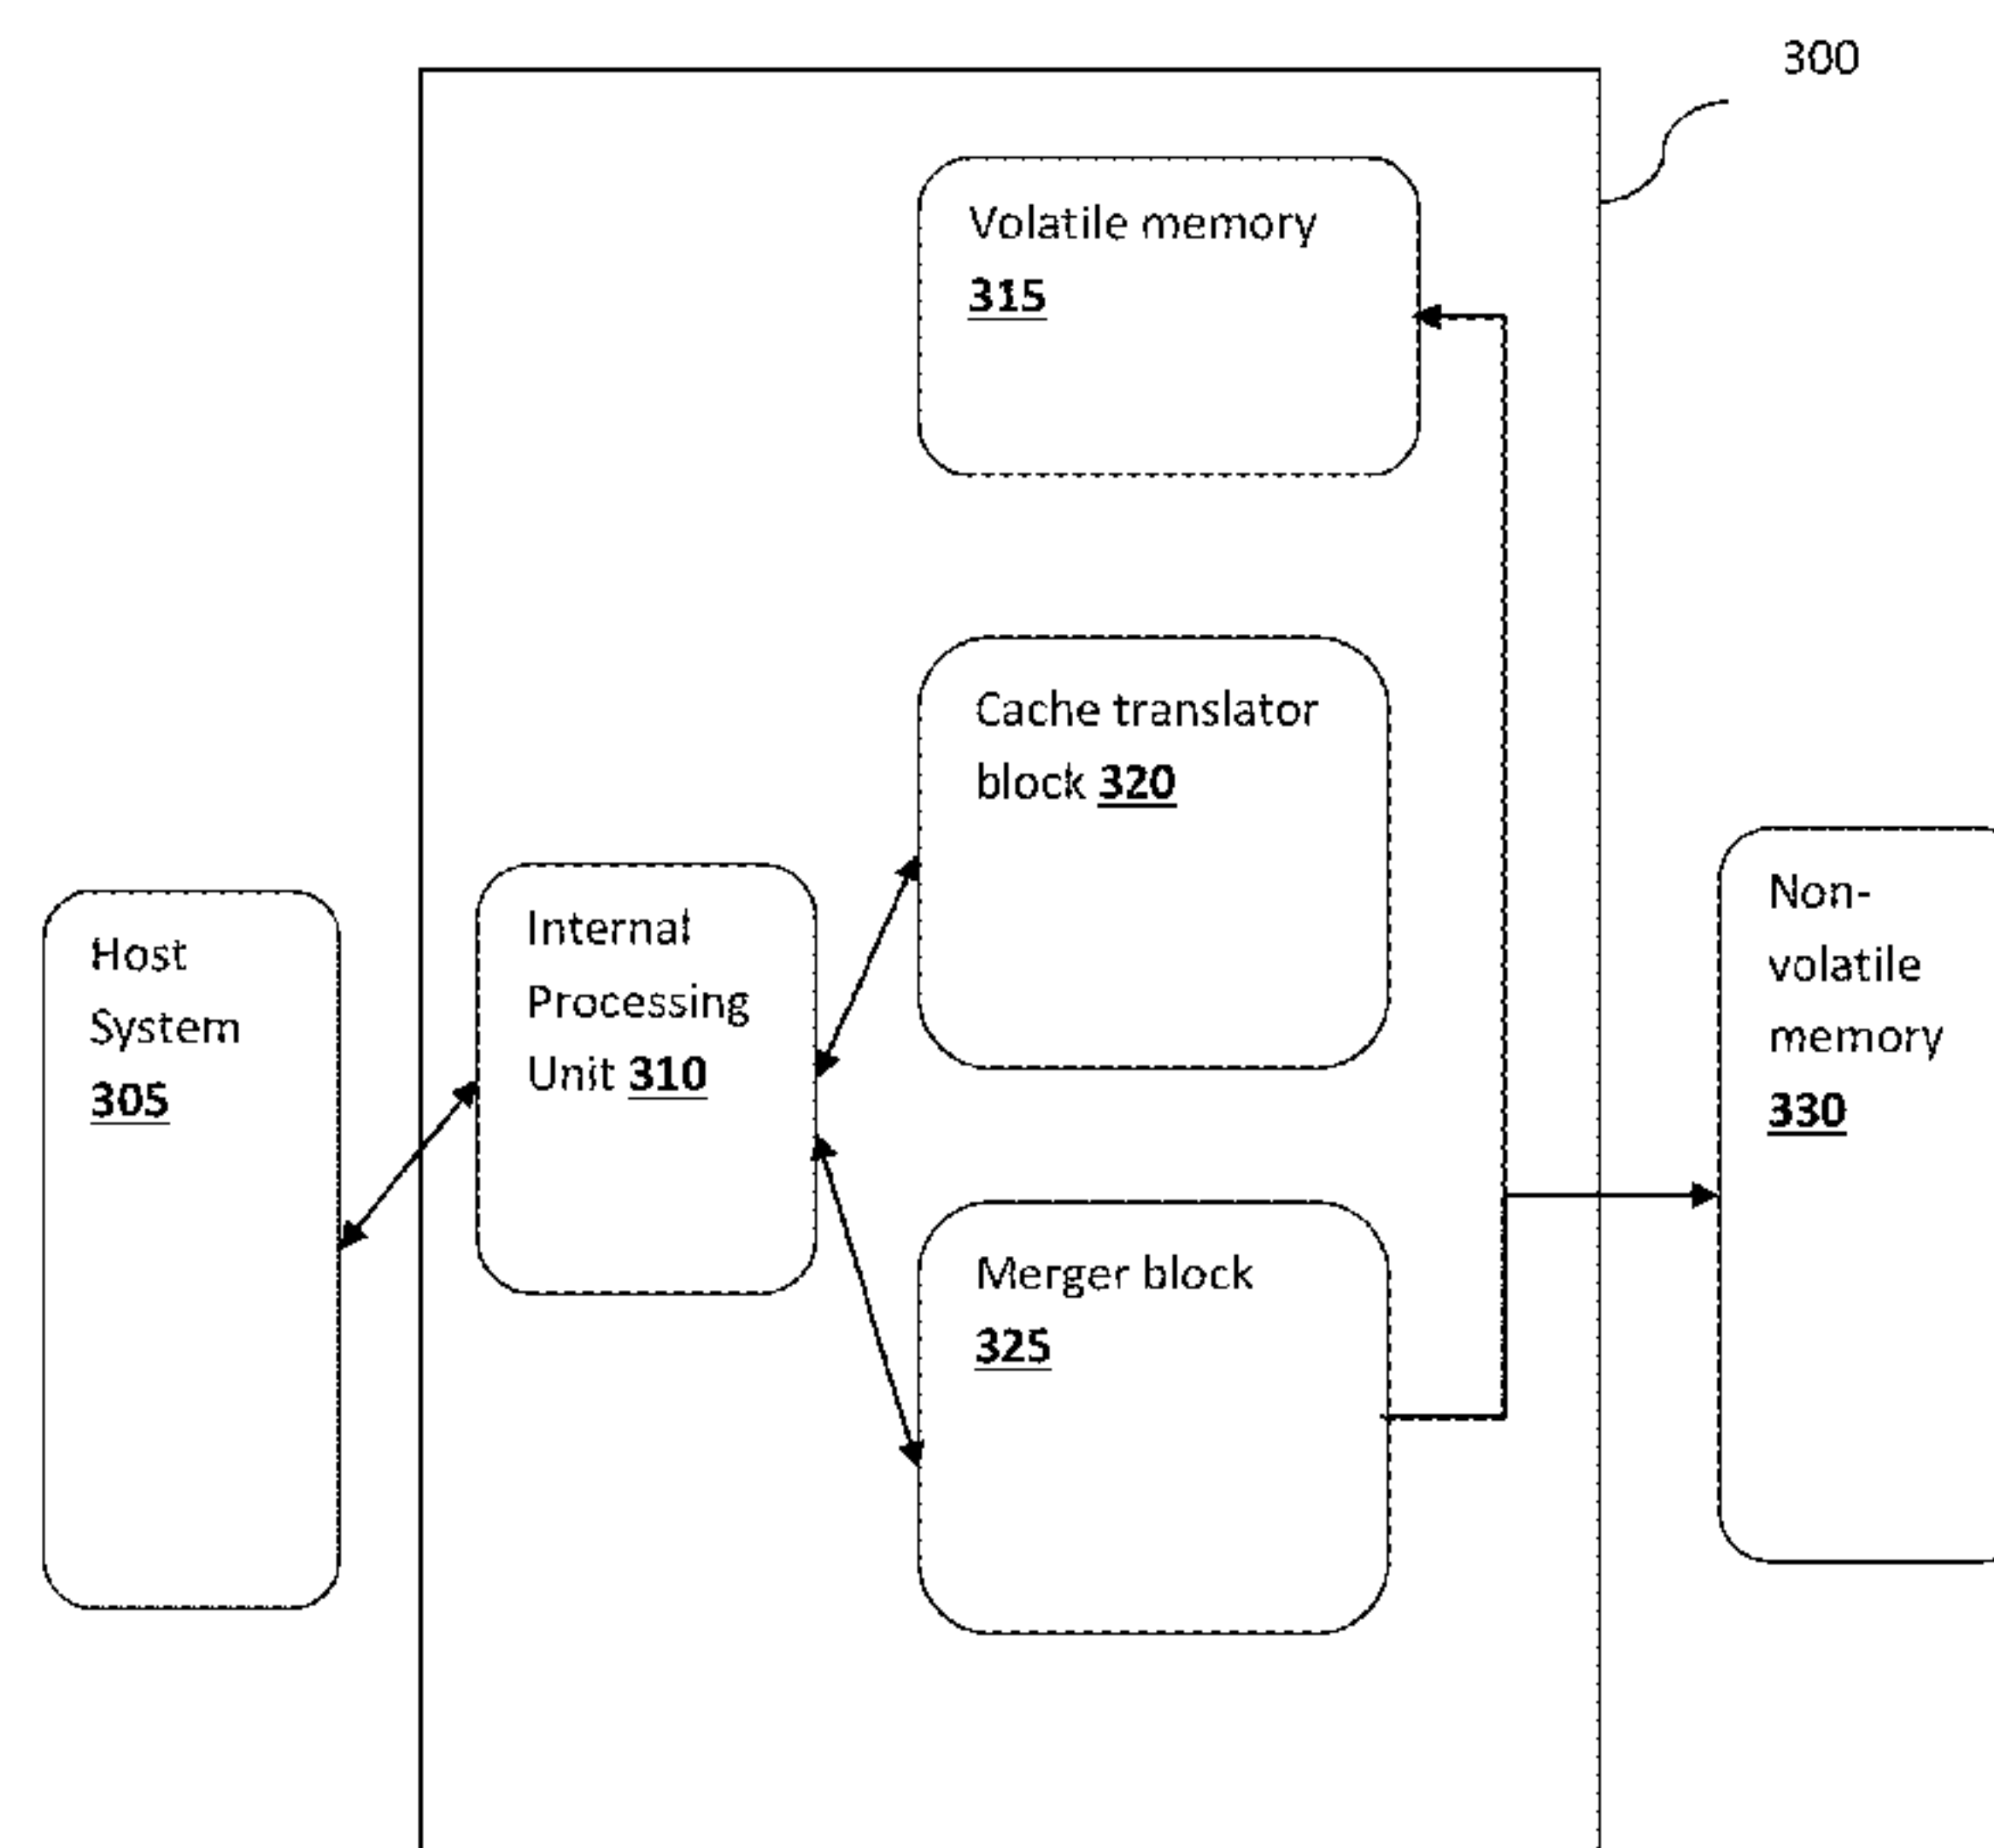 300
Volatile memory
315
Cache translator
block 320
Host
System
305
Internal
Processing
Unit 310
Non-
volatile
memory
330
Merger block
325